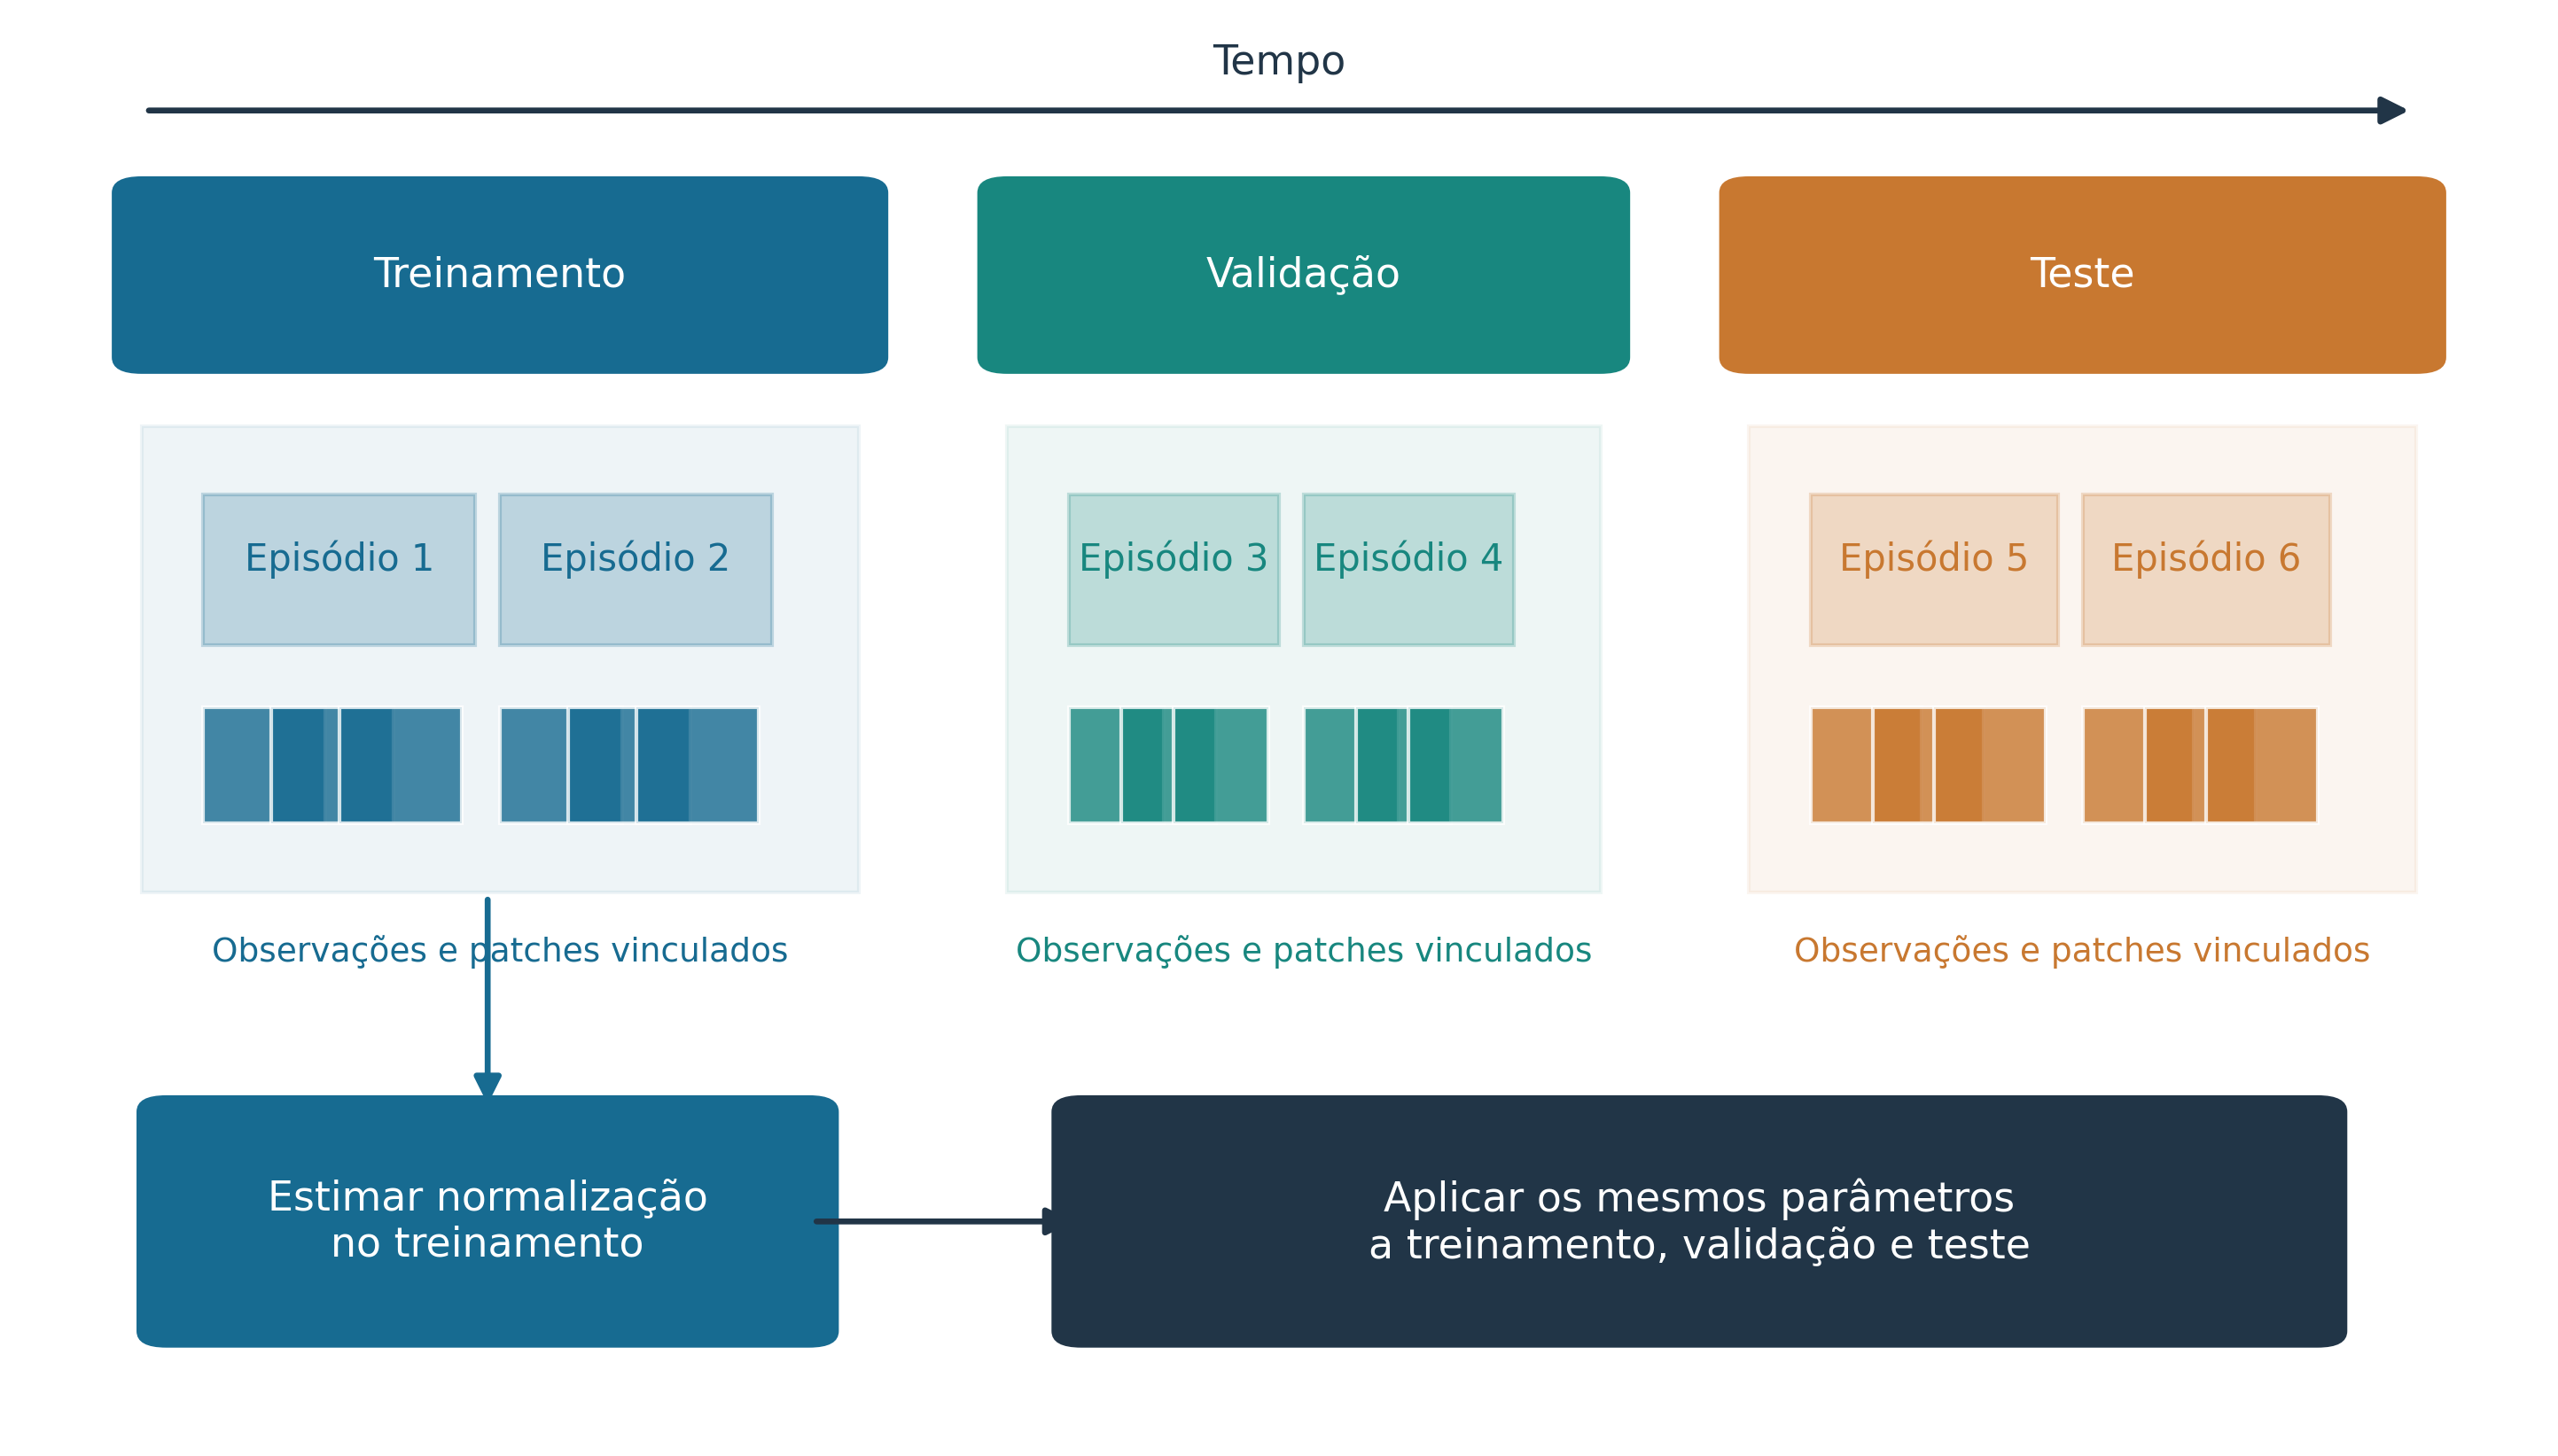 Tempo
Treinamento
Validação
Teste
Episódio 1
Episódio 2
Episódio 3
Episódio 4
Episódio 5
Episódio 6
Observações e patches vinculados
Observações e patches vinculados
Observações e patches vinculados
Estimar normalização
no treinamento
Aplicar os mesmos parâmetros
a treinamento, validação e teste